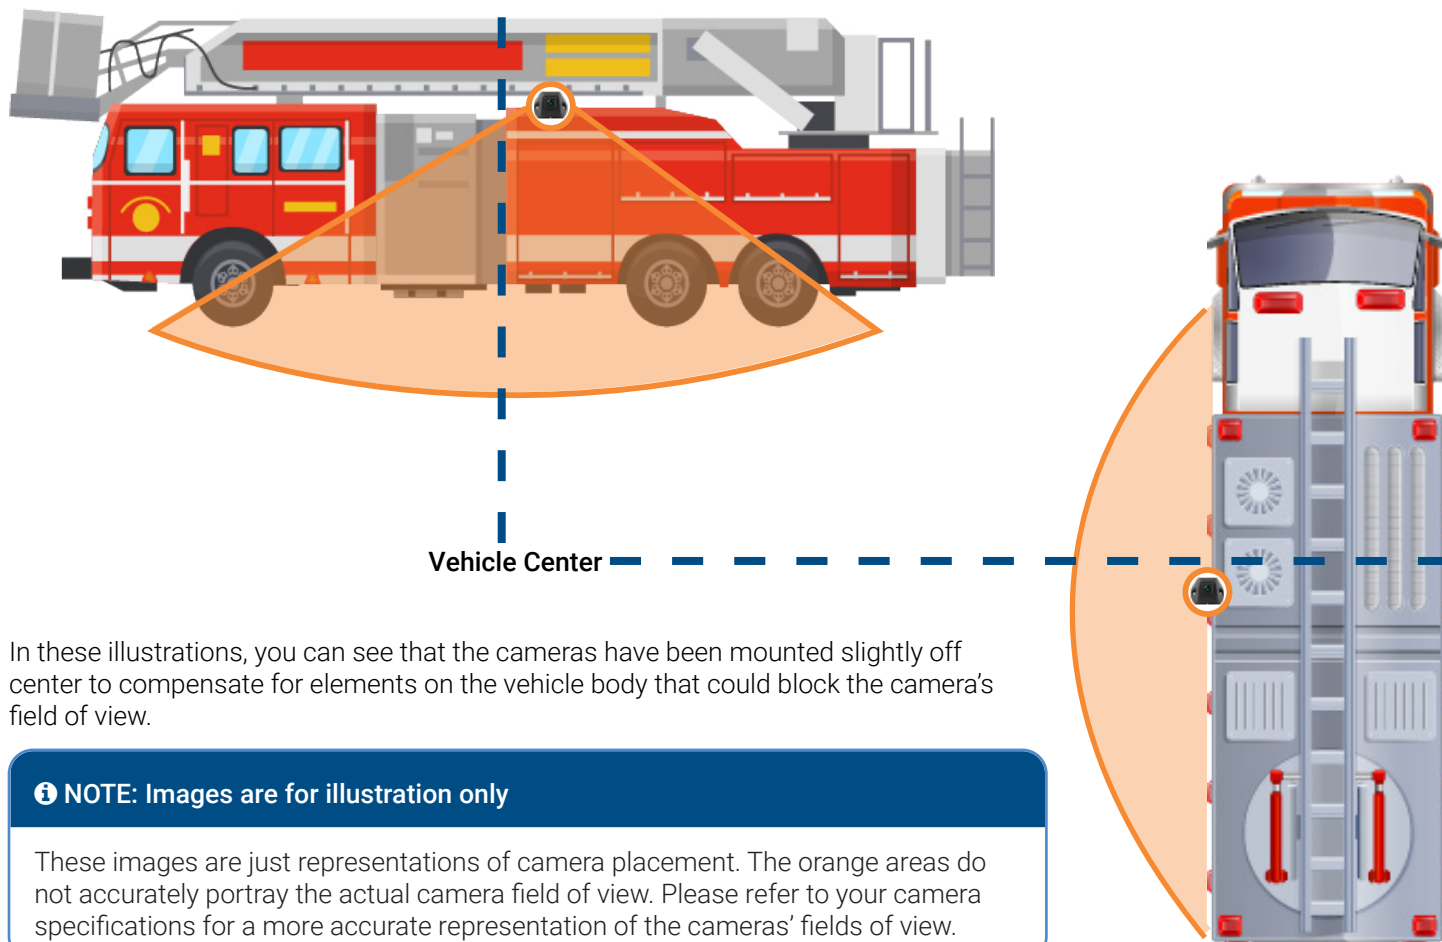 Vehicle Center
In these illustrations, you can see that the cameras have been mounted slightly off
center to compensate for elements on the vehicle body that could block the camera’s
field of view.
NOTE: Images are for illustration only
These images are just representations of camera placement. The orange areas do
not accurately portray the actual camera field of view. Please refer to your camera
specifications for a more accurate representation of the cameras’ fields of view.